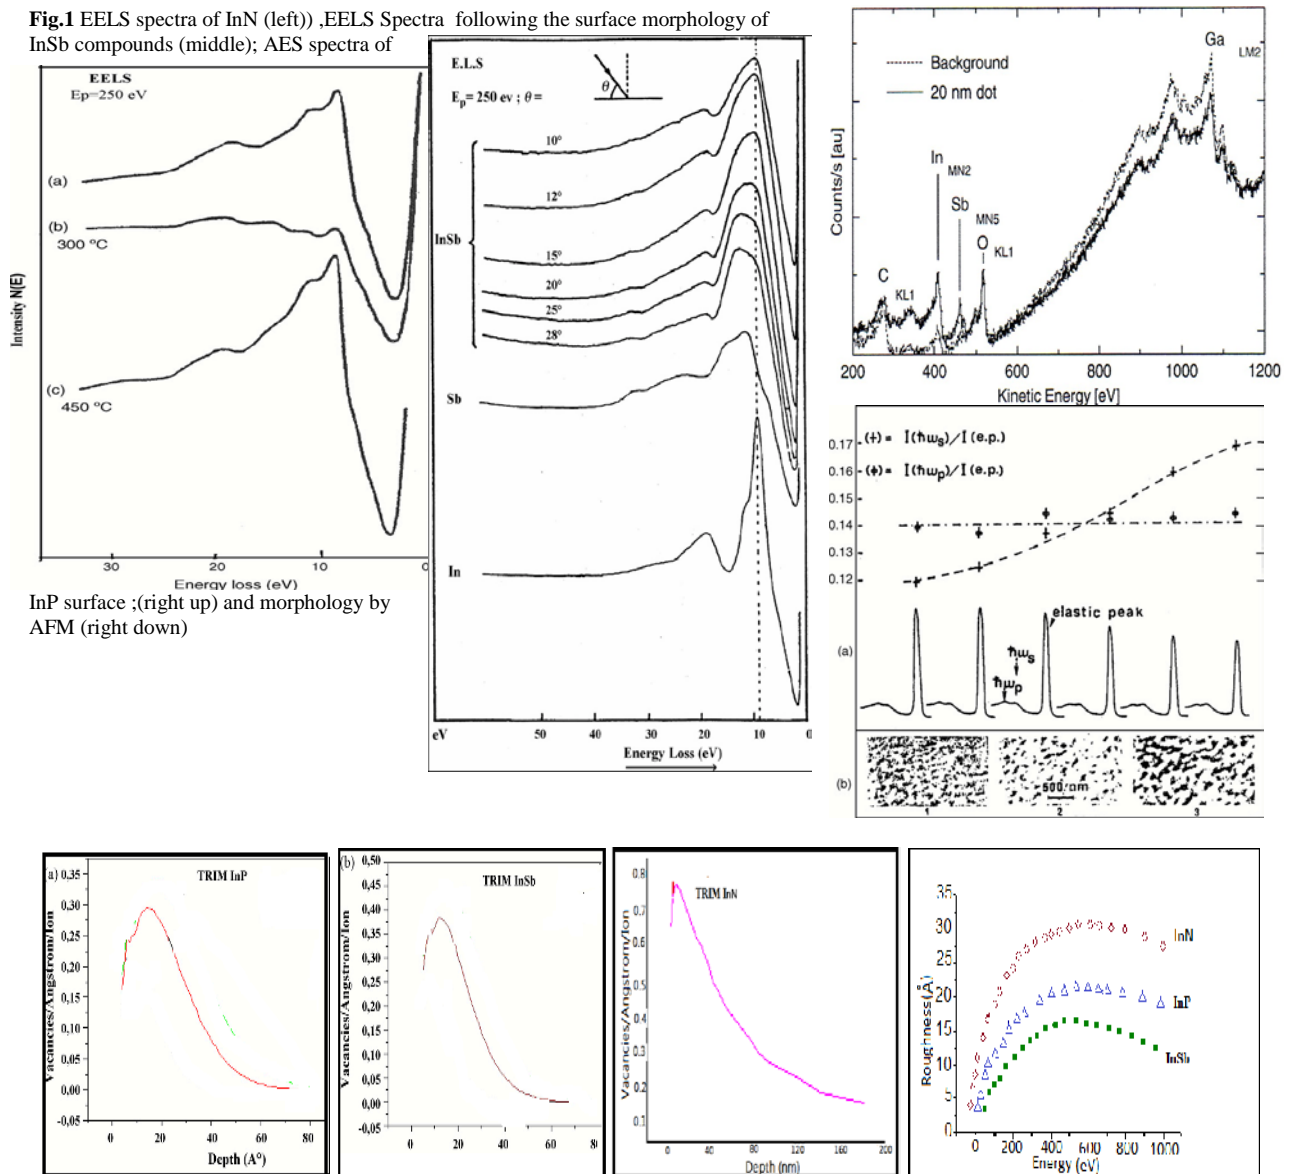 Fig.1 EELS spectra of InN (left)) ,EELS Spectra following the surface morphology of
InSb compounds (middle); AES spectra of
EELS
Ep=250 eV
(a)
(b)
300 °C
(c)
450 °C
Intensity N(E)
30 20 10 0
Energy loss (eV)
InP surface ;(right up) and morphology by
AFM (right down)
E.L.S
θ
Ep= 250 ev ; θ =
10°
12°
InSb
15°
20°
25°
28°
Sb
In
eV 50 40 30 20 10 0
Energy Loss (eV)
Background
20 nm dot
Ga LM2
In MN2
Sb MN5
O KL1
C KL1
Counts/s [au]
200 400 600 800 1000 1200
Kinetic Energy [eV]
0.17
0.16
0.15
0.14
0.13
0.12
(+)= I(ħωs)/I(e.p.)
(ϕ)= I(ħωp)/I(e.p.)
elastic peak
(a)
ħωs
ħωp
(b)
500 nm
1 2 3
a)
TRIM InP
0,35
0,30
0,25
0,20
0,15
0,10
0,05
0,00
-0,05
Vacancies/Angstrom/Ion
0 20 40 60 80
Depth (A°)
(b)
TRIM InSb
0,50
0,45
0,40
0,35
0,30
0,25
0,20
0,15
0,10
0,05
0,00
-0,05
Vacancies/Angstrom/Ion
0 20 40 60 80
TRIM InN
0.8
0.7
0.6
0.5
0.4
0.3
0.2
0.1
Vacancies/Angstrom/Ion
0 40 80 120 160 200
Depth (nm)
35
30
25
20
15
10
5
0
Roughness(Å)
InN
InP
InSb
0 200 400 600 800 1000
Energy (eV)